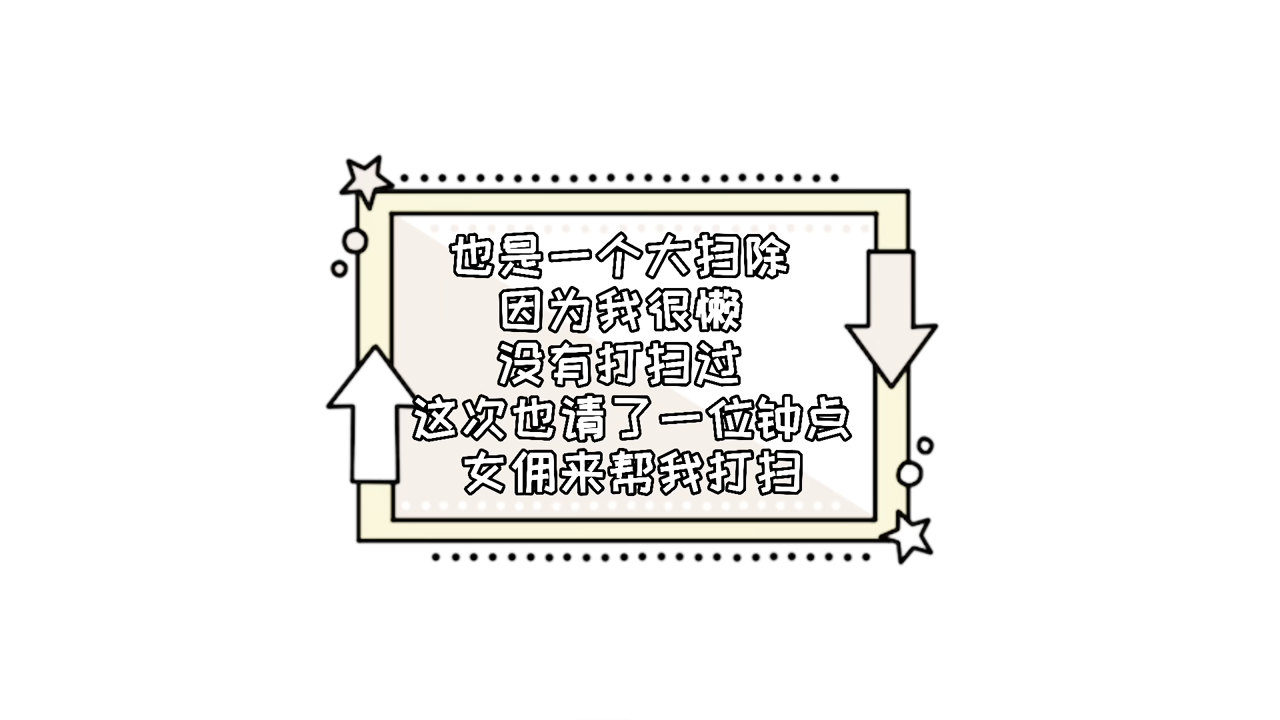 也是一个大扫除
因为我很懒
没有打扫过
这次也请了一位钟点
女佣来帮我打扫